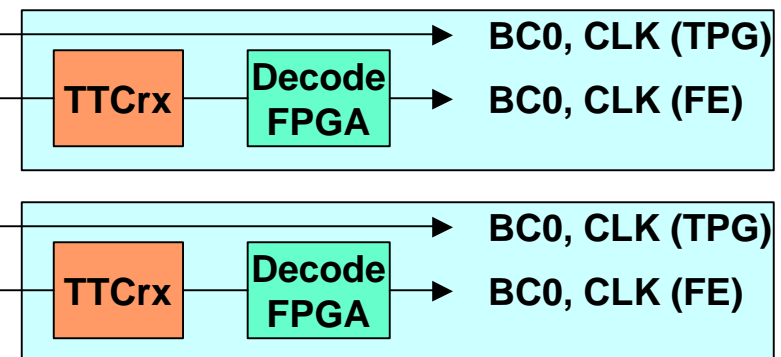 BC0, CLK (TPG)
TTCrx
Decode
FPGA
BC0, CLK (FE)
BC0, CLK (TPG)
TTCrx
Decode
FPGA
BC0, CLK (FE)